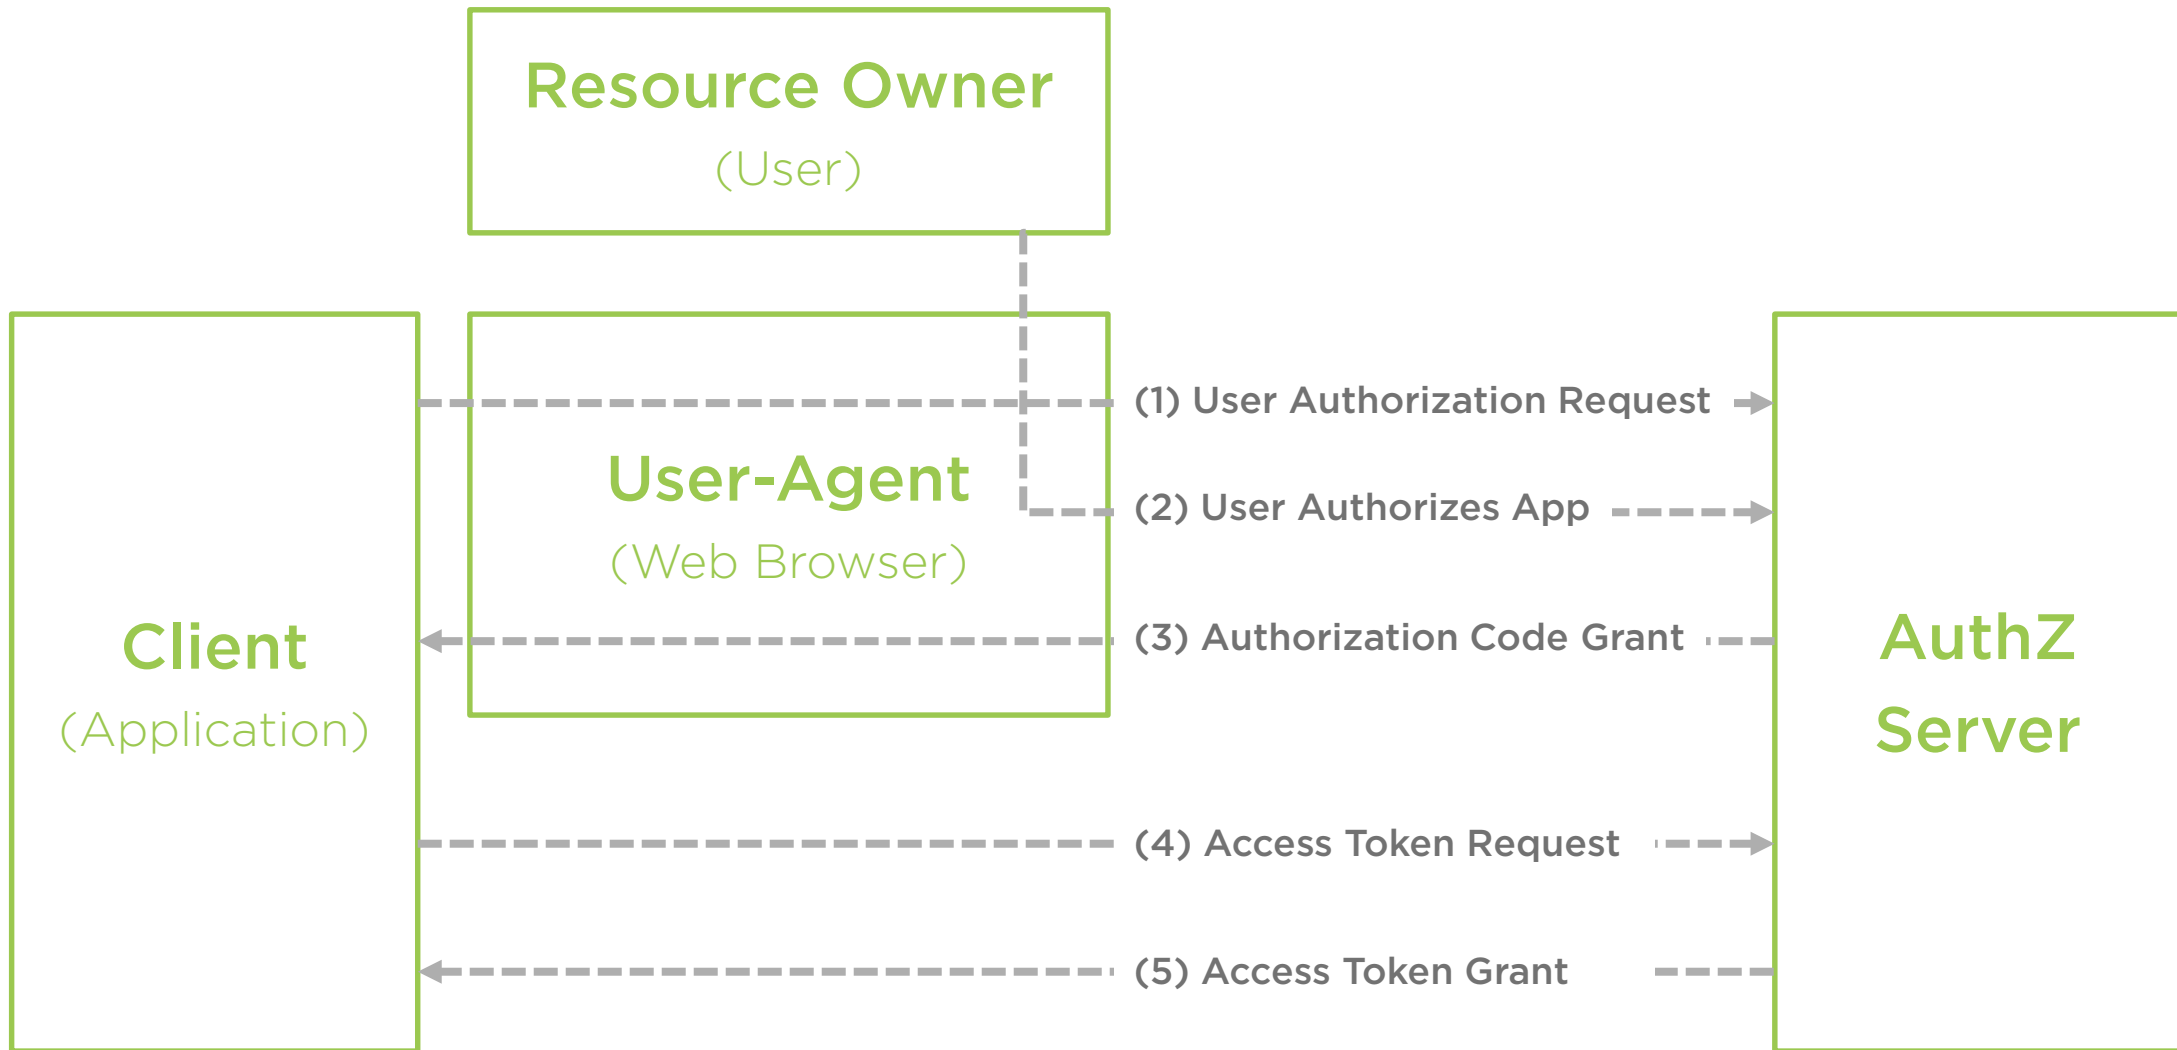 Resource Owner
(User)
(1) User Authorization Request
User-Agent
(2) User Authorizes App
(Web Browser)
Client
(3) Authorization Code Grant
AuthZ
(Application)
Server
(4) Access Token Request
(5) Access Token Grant